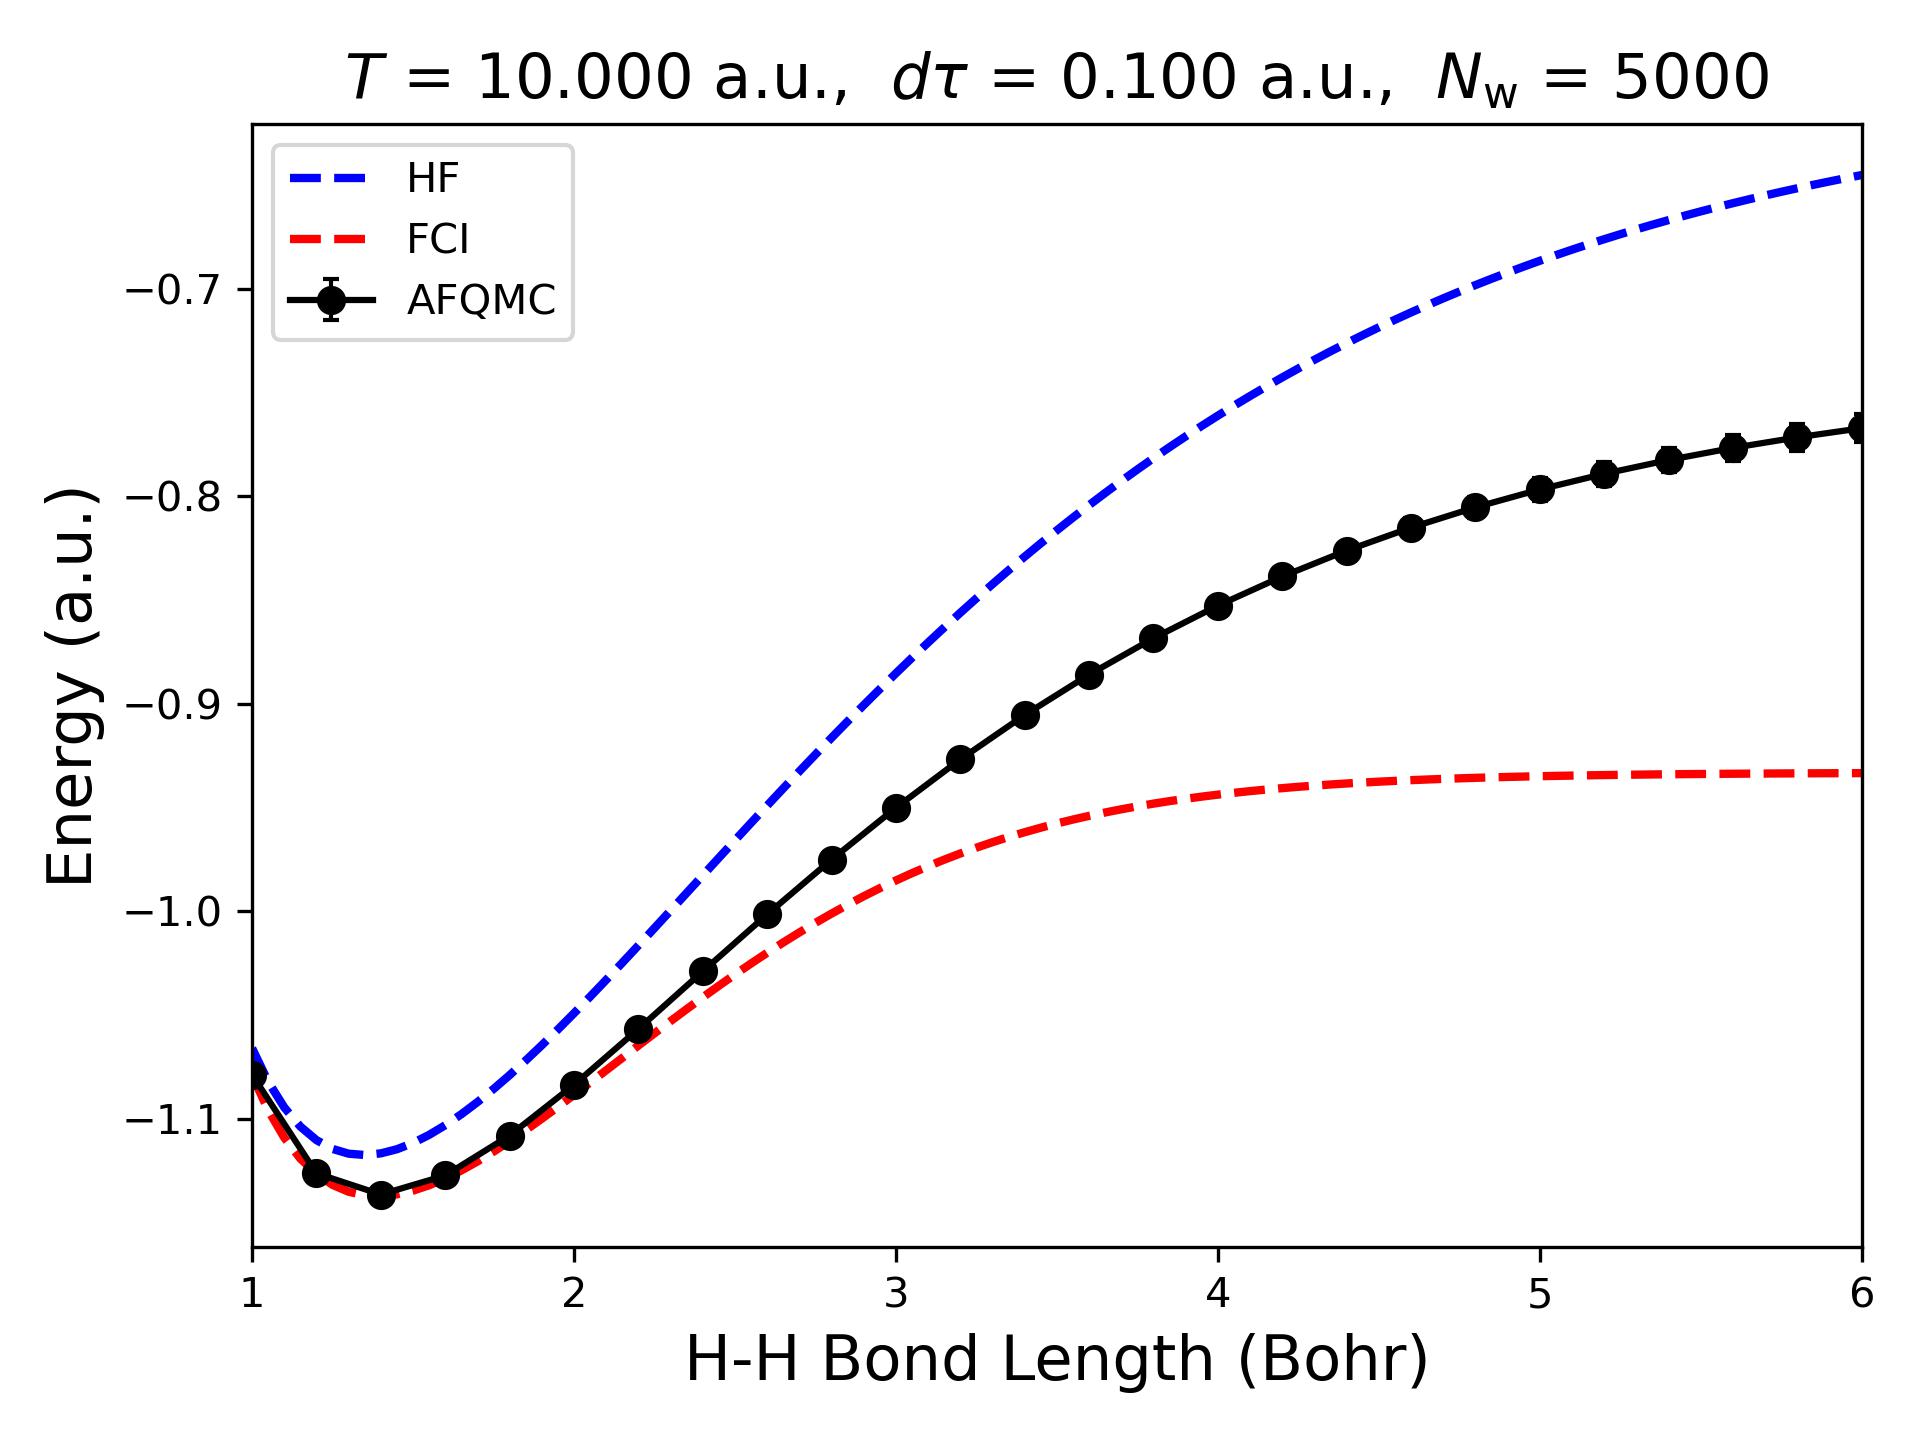 T = 10.000 a.u., dτ = 0.100 a.u., N_w = 5000
HF
FCI
AFQMC
Energy (a.u.)
−0.7
−0.8
−0.9
−1.0
−1.1
1 2 3 4 5 6
H-H Bond Length (Bohr)